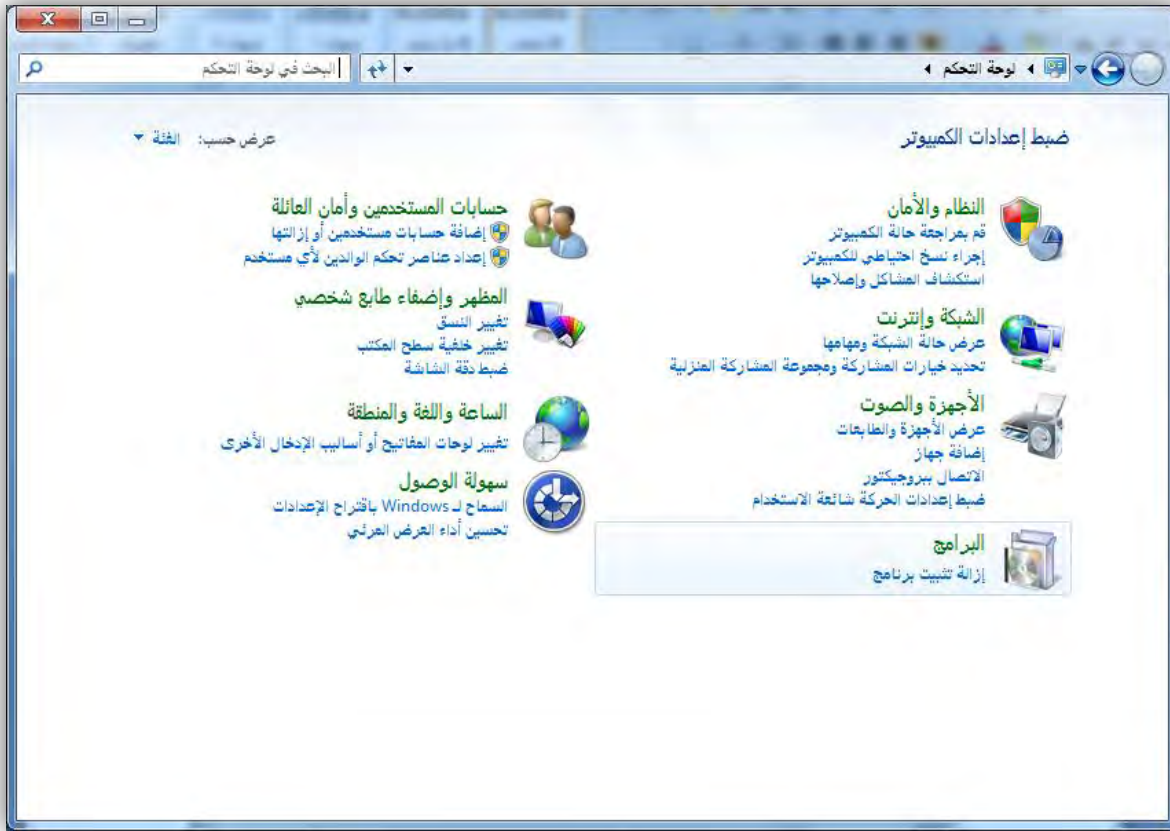 لوحة التحكم
البحث في لوحة التحكم
ضبط إعدادات الكمبيوتر
عرض حسب: الفئة
النظام والأمان
قم بمراجعة حالة الكمبيوتر
إجراء نسخ احتياطي للكمبيوتر
استكشاف المشاكل وإصلاحها
الشبكة وإنترنت
عرض حالة الشبكة ومهامها
تحديد خيارات المشاركة ومجموعة المشاركة المنزلية
الأجهزة والصوت
عرض الأجهزة والطابعات
إضافة جهاز
الاتصال ببروجيكتور
ضبط إعدادات الحركة شائعة الاستخدام
البرامج
إزالة تثبيت برنامج
حسابات المستخدمين وأمان العائلة
إضافة حسابات مستخدمين أو إزالتها
إعداد عناصر تحكم الوالدين لأي مستخدم
المظهر وإضفاء طابع شخصي
تغيير النسق
تغيير خلفية سطح المكتب
ضبط دقة الشاشة
الساعة واللغة والمنطقة
تغيير لوحات المفاتيح أو أساليب الإدخال الأخرى
سهولة الوصول
السماح لـ Windows باقتراح الإعدادات
تحسين أداء العرض المرئي